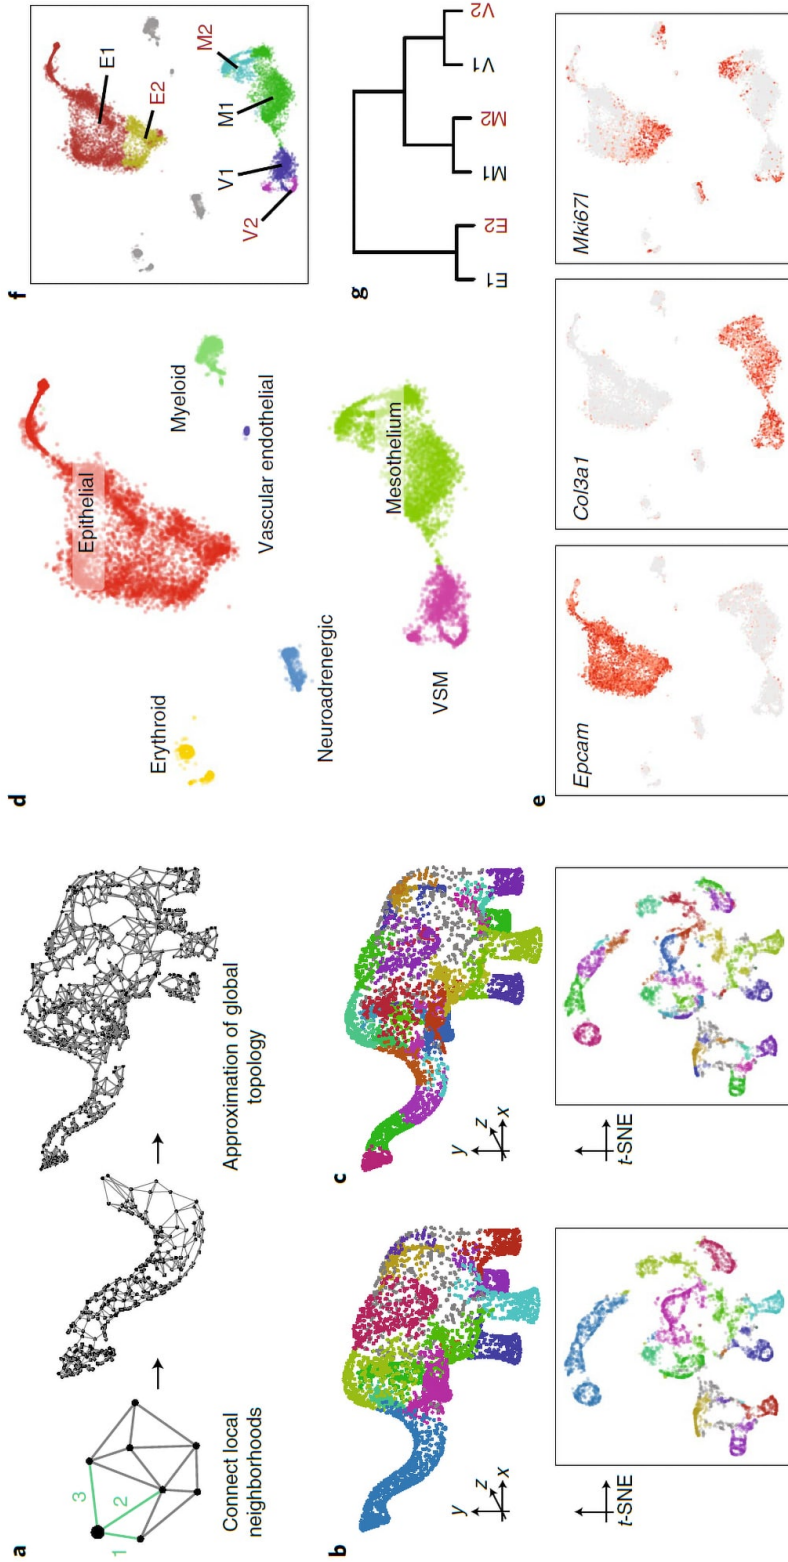 a
1
2
3
Connect local
neighborhoods
Approximation of global
topology
b
y
z
x
t-SNE
c
y
z
x
t-SNE
d
Epithelial
Myeloid
Vascular endothelial
Erythroid
Neuroadrenergic
VSM
Mesothelium
e
Epcam
Col3a1
Mki67l
f
E1
E2
V1
V2
M1
M2
g
E1
E2
M1
M2
V1
V2